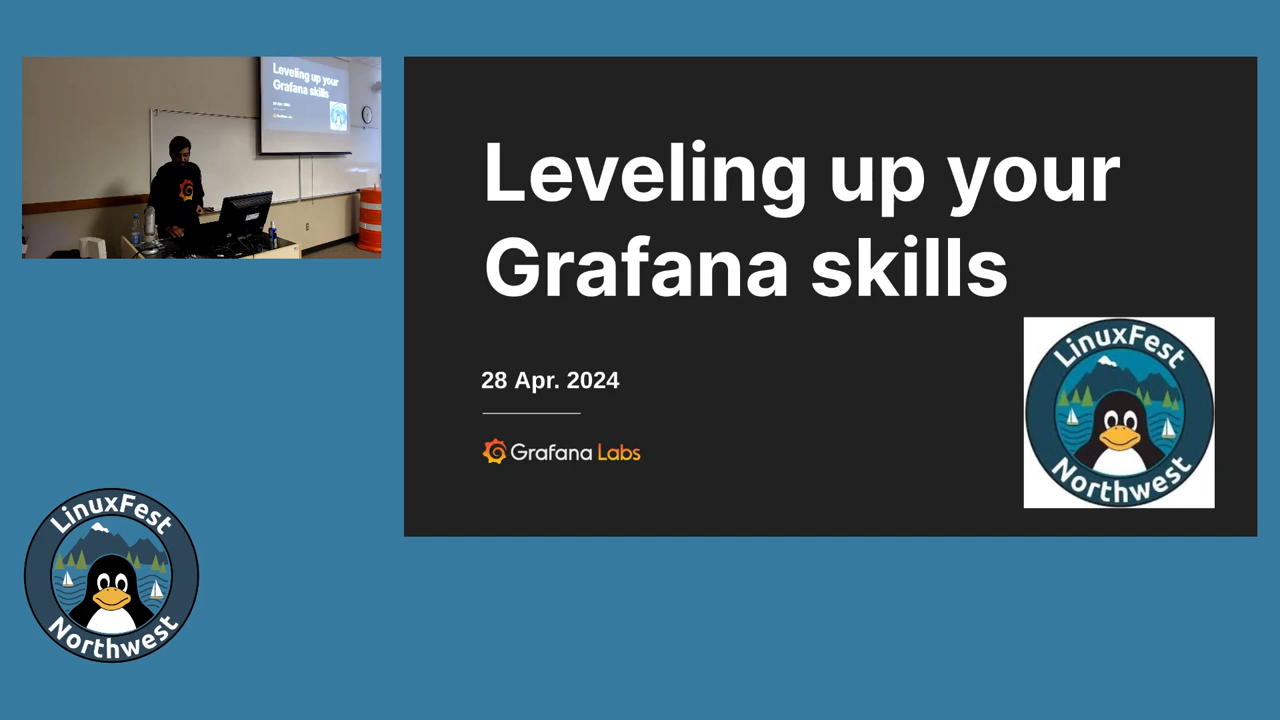 Leveling up your
Grafana skills
Leveling up your
Grafana skills
28 Apr. 2024
Grafana Labs
LinuxFest
Northwest
LinuxFest
Northwest